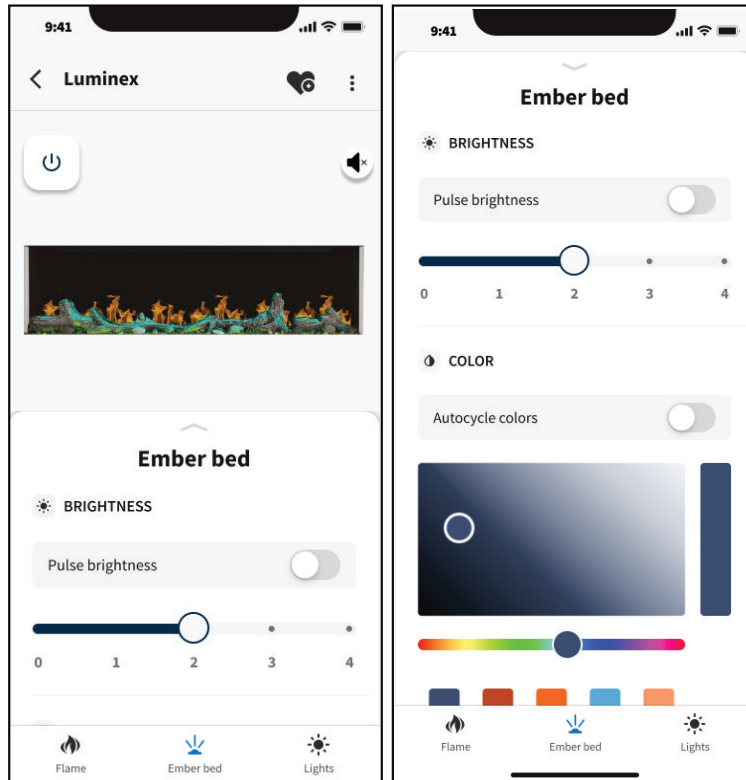 9:41
Luminex
Ember bed
BRIGHTNESS
Pulse brightness
0 1 2 3 4
Flame Ember bed Lights
9:41
Ember bed
BRIGHTNESS
Pulse brightness
0 1 2 3 4
COLOR
Autocycle colors
Flame Ember bed Lights